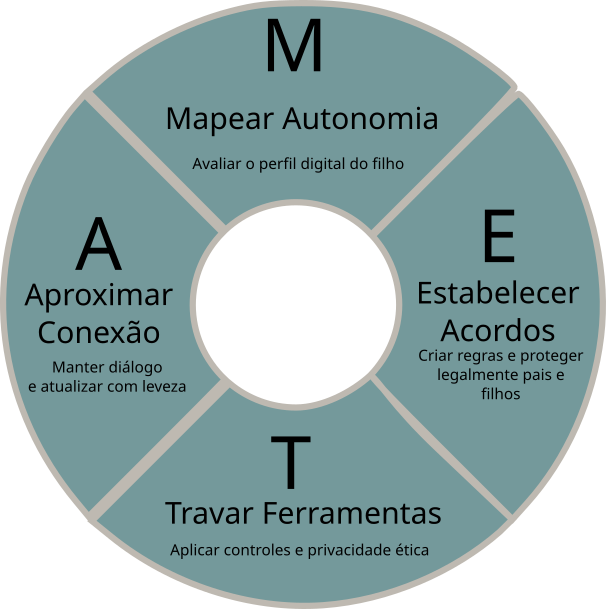 M
Mapear Autonomia
Avaliar o perfil digital do filho
E
Estabelecer
Acordos
Criar regras e proteger
legalmente pais e
filhos
T
Travar Ferramentas
Aplicar controles e privacidade ética
A
Aproximar
Conexão
Manter diálogo
e atualizar com leveza